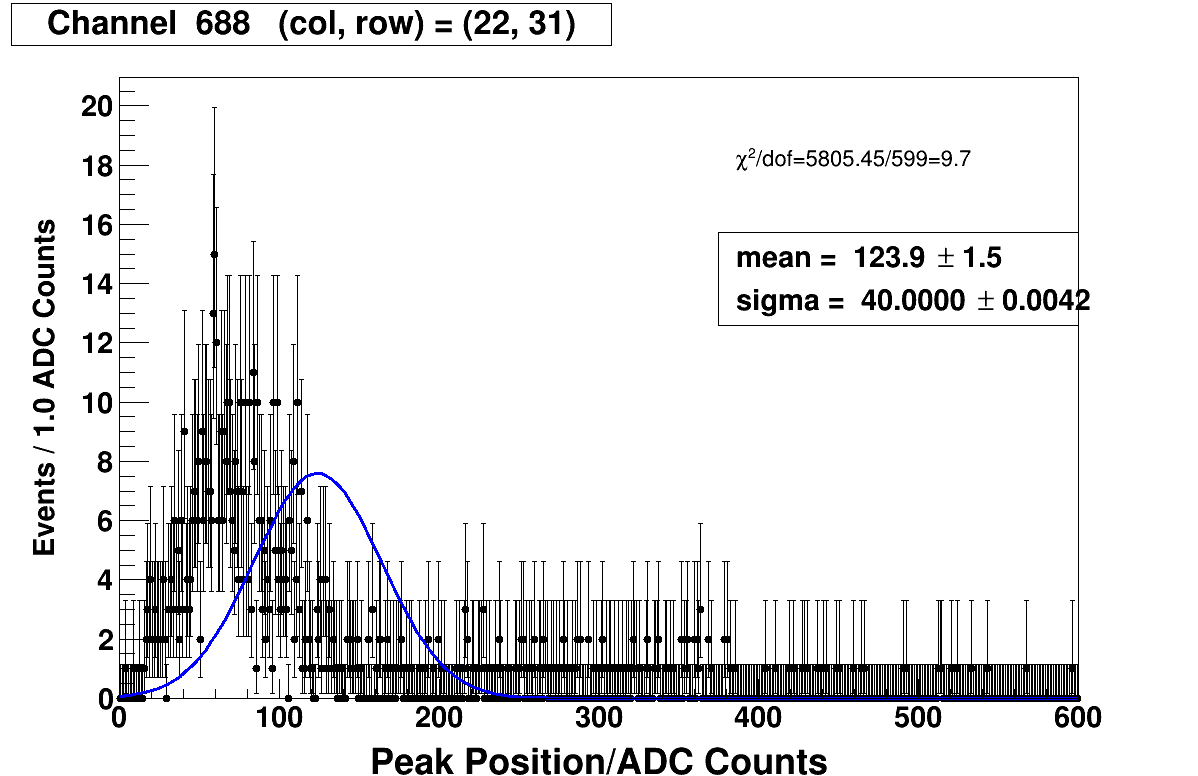 Channel 688 (col, row) = (22, 31)
20
18
16
14
12
10
8
6
4
2
0
Events / 1.0 ADC Counts
χ²/dof=5805.45/599=9.7
mean = 123.9 ± 1.5
sigma = 40.0000 ± 0.0042
0 100 200 300 400 500 600
Peak Position/ADC Counts